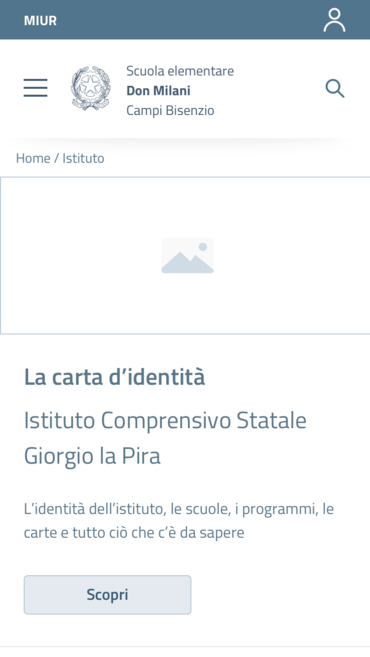 MIUR
Scuola elementare
Don Milani
Campi Bisenzio
Home / Istituto
La carta d’identità
Istituto Comprensivo Statale
Giorgio la Pira
L’identità dell’istituto, le scuole, i programmi, le
carte e tutto ciò che c’è da sapere
Scopri